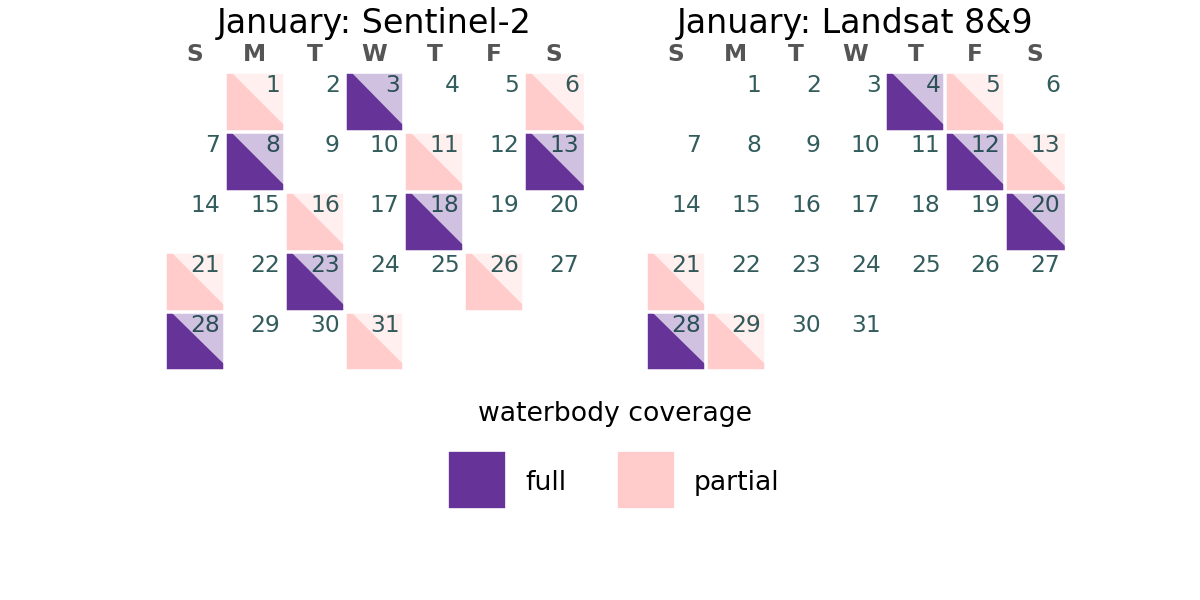 January: Sentinel-2
S M T W T F S
1 2 3 4 5 6
7 8 9 10 11 12 13
14 15 16 17 18 19 20
21 22 23 24 25 26 27
28 29 30 31
January: Landsat 8&9
S M T W T F S
1 2 3 4 5 6
7 8 9 10 11 12 13
14 15 16 17 18 19 20
21 22 23 24 25 26 27
28 29 30 31
waterbody coverage
full partial